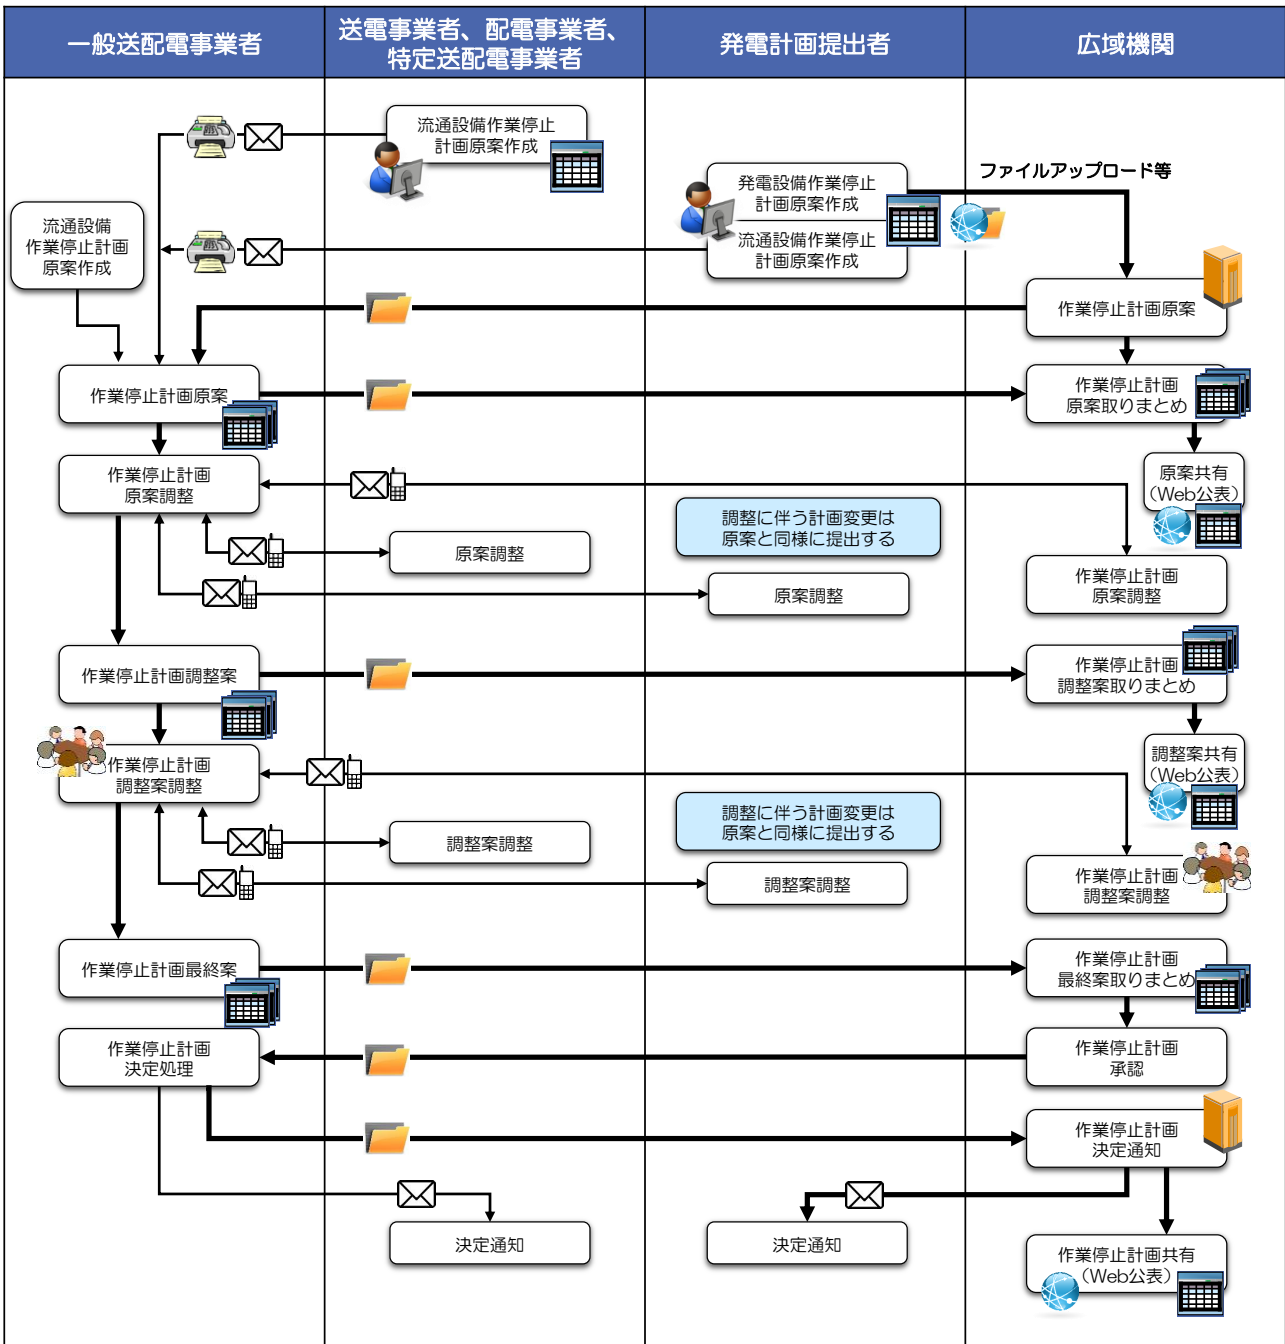 一般送配電事業者
送電事業者、配電事業者、
特定送配電事業者
発電計画提出者
広域機関
流通設備作業停止
計画原案作成
発電設備作業停止
計画原案作成
流通設備作業停止
計画原案作成
ファイルアップロード等
流通設備
作業停止計画
原案作成
作業停止計画原案
作業停止計画原案
作業停止計画
原案取りまとめ
作業停止計画
原案調整
原案共有
（Web公表）
調整に伴う計画変更は
原案と同様に提出する
原案調整
原案調整
作業停止計画
原案調整
作業停止計画調整案
作業停止計画
調整案取りまとめ
作業停止計画
調整案調整
調整案共有
（Web公表）
調整に伴う計画変更は
原案と同様に提出する
調整案調整
調整案調整
作業停止計画
調整案調整
作業停止計画最終案
作業停止計画
最終案取りまとめ
作業停止計画
決定処理
作業停止計画
承認
作業停止計画
決定通知
決定通知
決定通知
作業停止計画共有
（Web公表）